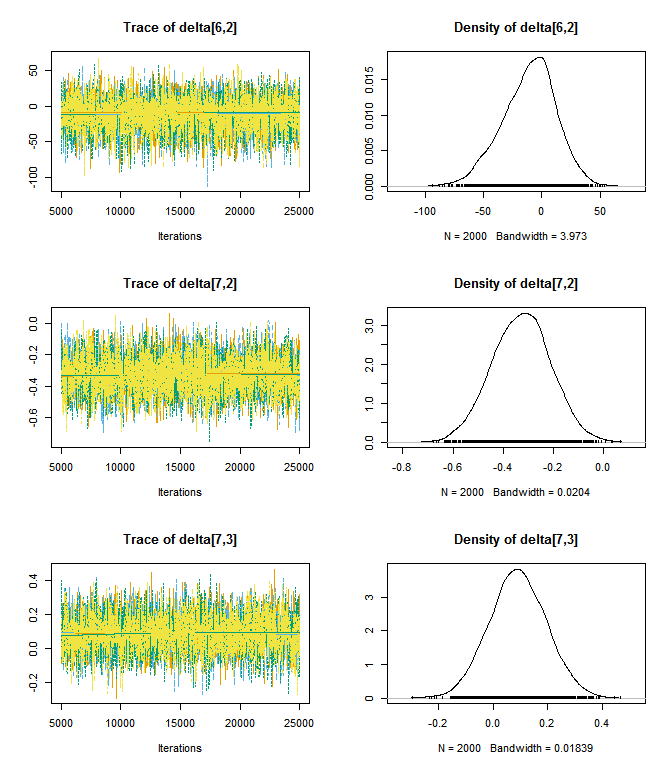 Trace of delta[6,2]
50
0
-50
-100
5000 10000 15000 20000 25000
Iterations
Density of delta[6,2]
0.015
0.010
0.005
0.000
-100 -50 0 50
N = 2000 Bandwidth = 3.973
Trace of delta[7,2]
0.0
-0.2
-0.4
-0.6
5000 10000 15000 20000 25000
Iterations
Density of delta[7,2]
3.0
2.0
1.0
0.0
-0.8 -0.6 -0.4 -0.2 0.0
N = 2000 Bandwidth = 0.0204
Trace of delta[7,3]
0.4
0.2
0.0
-0.2
5000 10000 15000 20000 25000
Iterations
Density of delta[7,3]
3
2
1
0
-0.2 0.0 0.2 0.4
N = 2000 Bandwidth = 0.01839